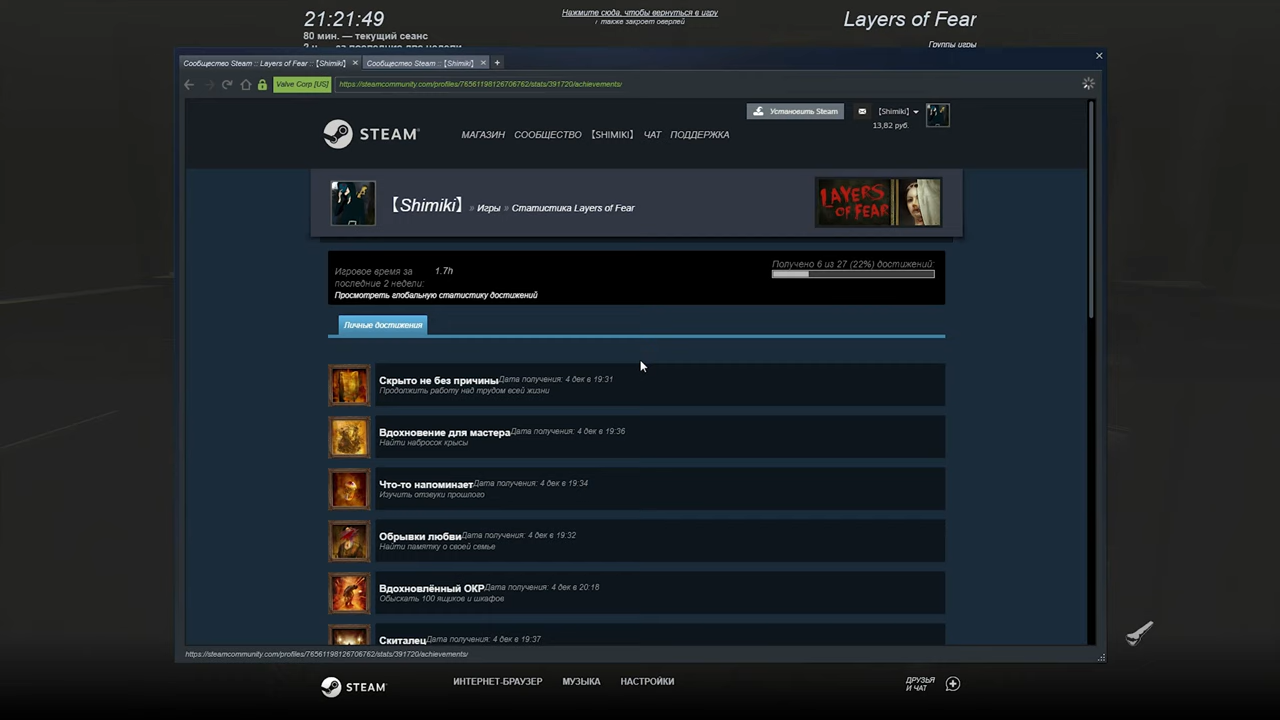 21:21:49
80 мин. — текущий сеанс
Нажмите сюда, чтобы вернуться в игру
также закроет оверлей
Layers of Fear
Группы игры
Сообщество Steam :: Layers of Fear :: 【Shimiki】
Сообщество Steam :: 【Shimiki】
Valve Corp [US]
https://steamcommunity.com/profiles/76561198126706762/stats/391720/achievements/
Установить Steam
【Shimiki】
13,82 руб.
STEAM
МАГАЗИН СООБЩЕСТВО 【SHIMIKI】 ЧАТ ПОДДЕРЖКА
【Shimiki】 » Игры » Статистика Layers of Fear
LAYERS OF FEAR
Игровое время за последние 2 недели:
1.7h
Получено 6 из 27 (22%) достижений:
Просмотреть глобальную статистику достижений
Личные достижения
Скрыто не без причины Дата получения: 4 дек в 19:31
Продолжить работу над трудом всей жизни
Вдохновение для мастера Дата получения: 4 дек в 19:36
Найти набросок крысы
Что-то напоминает Дата получения: 4 дек в 19:34
Изучить отзвуки прошлого
Обрывки любви Дата получения: 4 дек в 19:32
Найти памятку о своей семье
Вдохновлённый ОКР Дата получения: 4 дек в 20:18
Обыскать 100 ящиков и шкафов
Скиталец Дата получения: 4 дек в 19:37
https://steamcommunity.com/profiles/76561198126706762/stats/391720/achievements/
STEAM
ИНТЕРНЕТ-БРАУЗЕР МУЗЫКА НАСТРОЙКИ
ДРУЗЬЯ
И ЧАТ